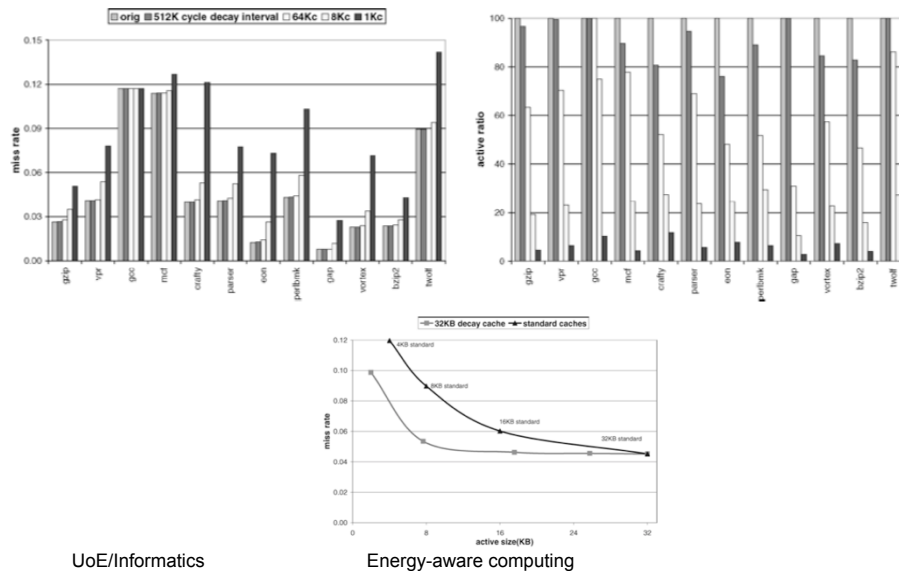 orig 512K cycle decay interval 64Kc 8Kc 1Kc
0.15
0.12
0.09
0.06
0.03
0.00
miss rate
gzip
vpr
gcc
mcf
crafty
parser
eon
perlbmk
gap
vortex
bzip2
twolf
100
80
60
40
20
0
active ratio
gzip
vpr
gcc
mcf
crafty
parser
eon
perlbmk
gap
vortex
bzip2
twolf
32KB decay cache standard caches
0.12
0.10
0.08
0.06
0.04
0.02
0.00
miss rate
4KB standard
8KB standard
16KB standard
32KB standard
0
8
16
24
32
active size(KB)
UoE/Informatics
Energy-aware computing